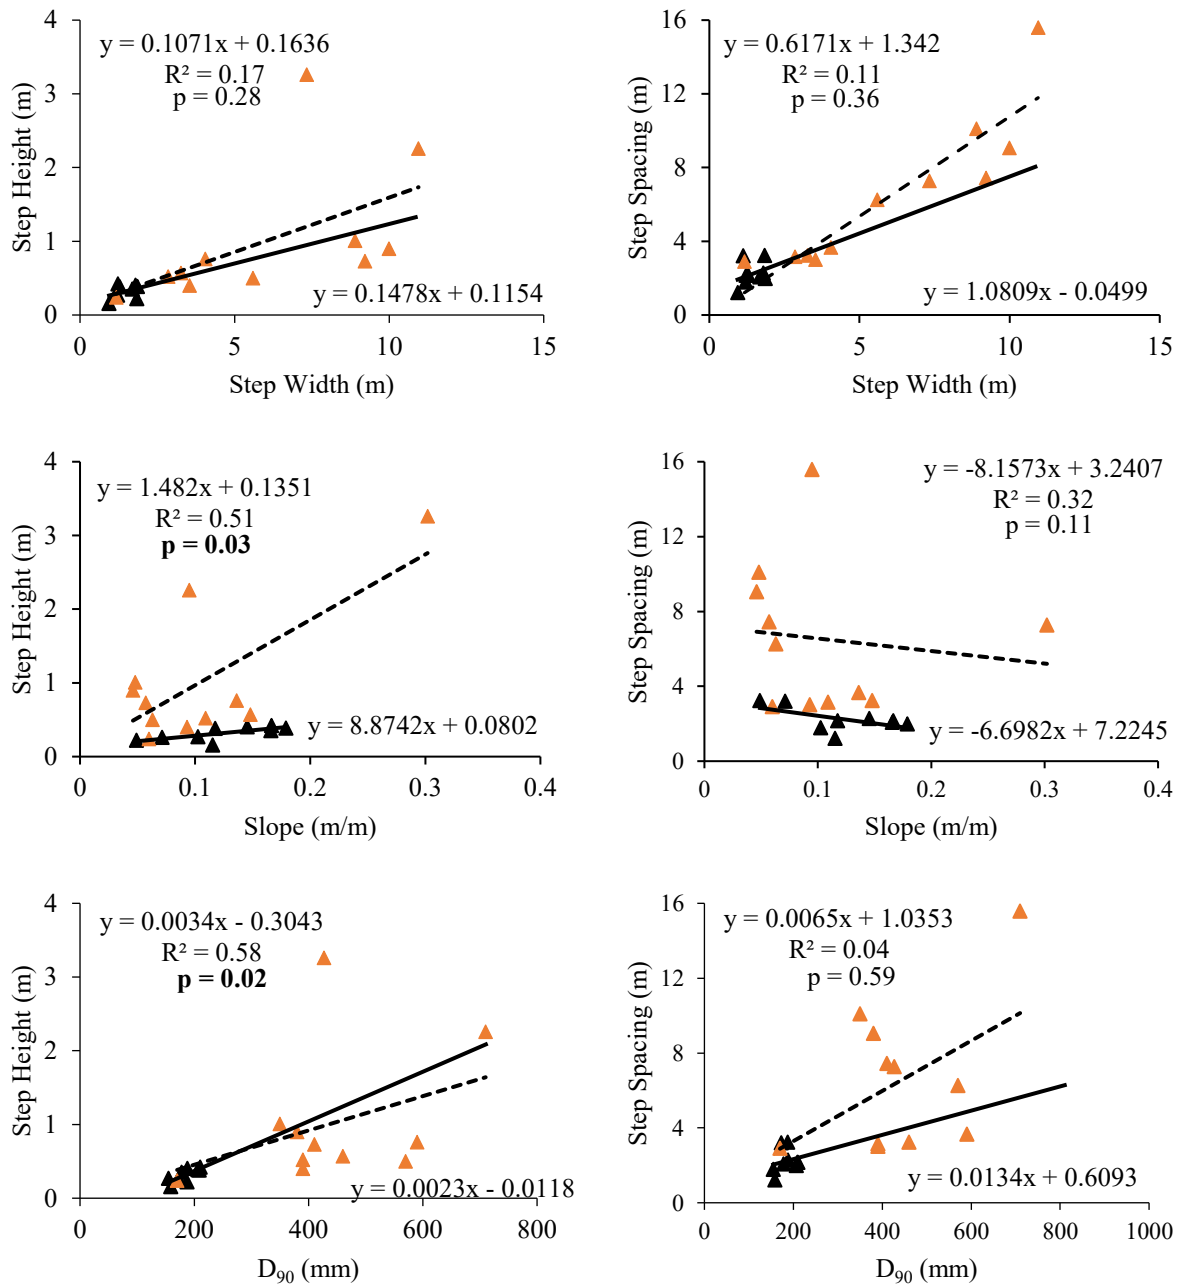 4
3
2
1
0
Step Height (m)
y = 0.1071x + 0.1636
R² = 0.17
p = 0.28
y = 0.1478x + 0.1154
0 5 10 15
Step Width (m)
16
12
8
4
0
Step Spacing (m)
y = 0.6171x + 1.342
R² = 0.11
p = 0.36
y = 1.0809x - 0.0499
0 5 10 15
Step Width (m)
4
3
2
1
0
Step Height (m)
y = 1.482x + 0.1351
R² = 0.51
p = 0.03
y = 8.8742x + 0.0802
0 0.1 0.2 0.3 0.4
Slope (m/m)
16
12
8
4
0
Step Spacing (m)
y = -8.1573x + 3.2407
R² = 0.32
p = 0.11
y = -6.6982x + 7.2245
0 0.1 0.2 0.3 0.4
Slope (m/m)
4
3
2
1
0
Step Height (m)
y = 0.0034x - 0.3043
R² = 0.58
p = 0.02
y = 0.0023x - 0.0118
0 200 400 600 800
D₉₀ (mm)
16
12
8
4
0
Step Spacing (m)
y = 0.0065x + 1.0353
R² = 0.04
p = 0.59
y = 0.0134x + 0.6093
0 200 400 600 800 1000
D₉₀ (mm)